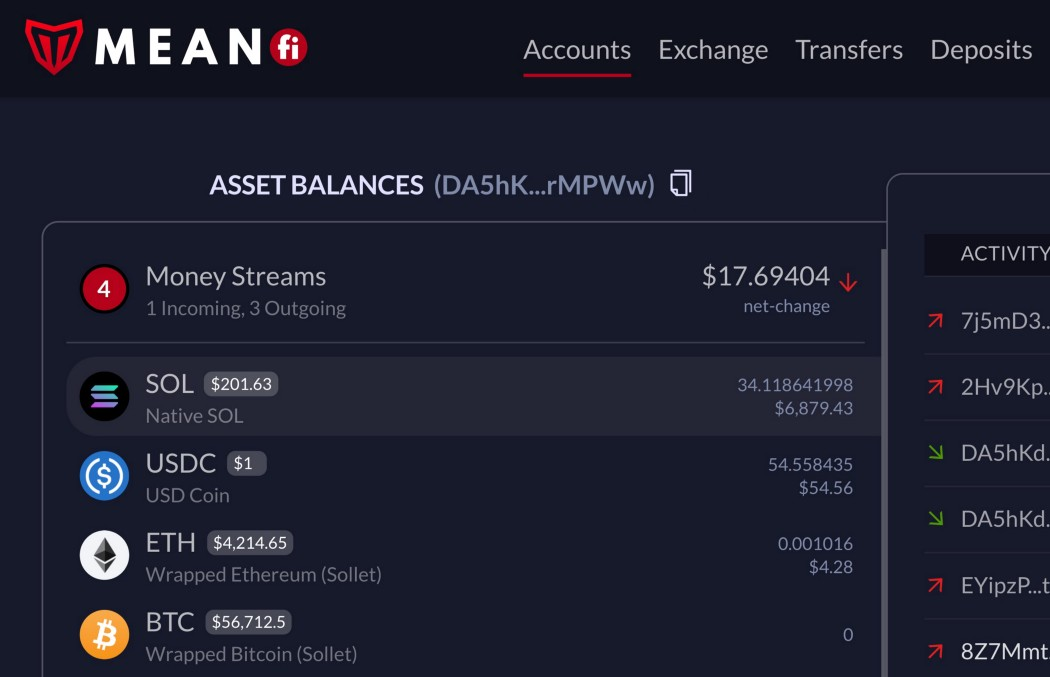 MEAN fi
Accounts Exchange Transfers Deposits
ASSET BALANCES (DA5hK...rMPWw)
4
Money Streams
1 Incoming, 3 Outgoing
$17.69404
net-change
SOL $201.63
Native SOL
34.118641998
$6,879.43
USDC $1
USD Coin
54.558435
$54.56
ETH $4,214.65
Wrapped Ethereum (Sollet)
0.001016
$4.28
BTC $56,712.5
Wrapped Bitcoin (Sollet)
0
ACTIVITY
7j5mD3..
2Hv9Kp..
DA5hKd.
DA5hKd.
EYipzP...t
8Z7Mmt